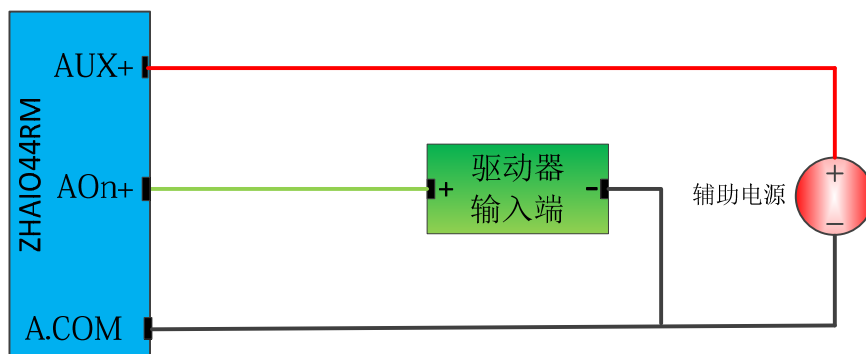 ZHAIO44RM
AUX+
AOn+
A.COM
+ 驱动器 -
输入端
辅助电源
+
-